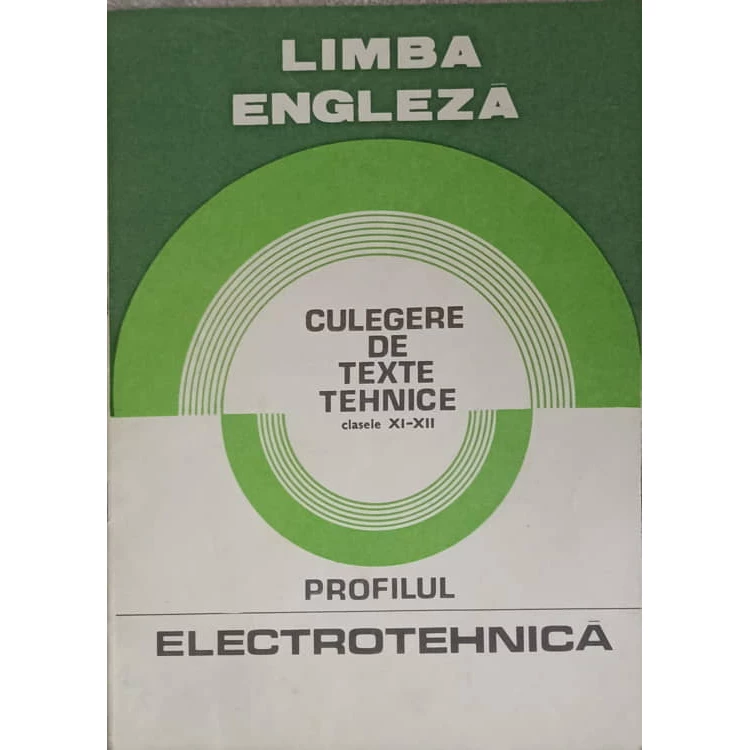 LIMBA
ENGLEZĂ
CULEGERE
DE
TEXTE
TEHNICE
clasele XI-XII
PROFILUL
ELECTROTEHNICĂ